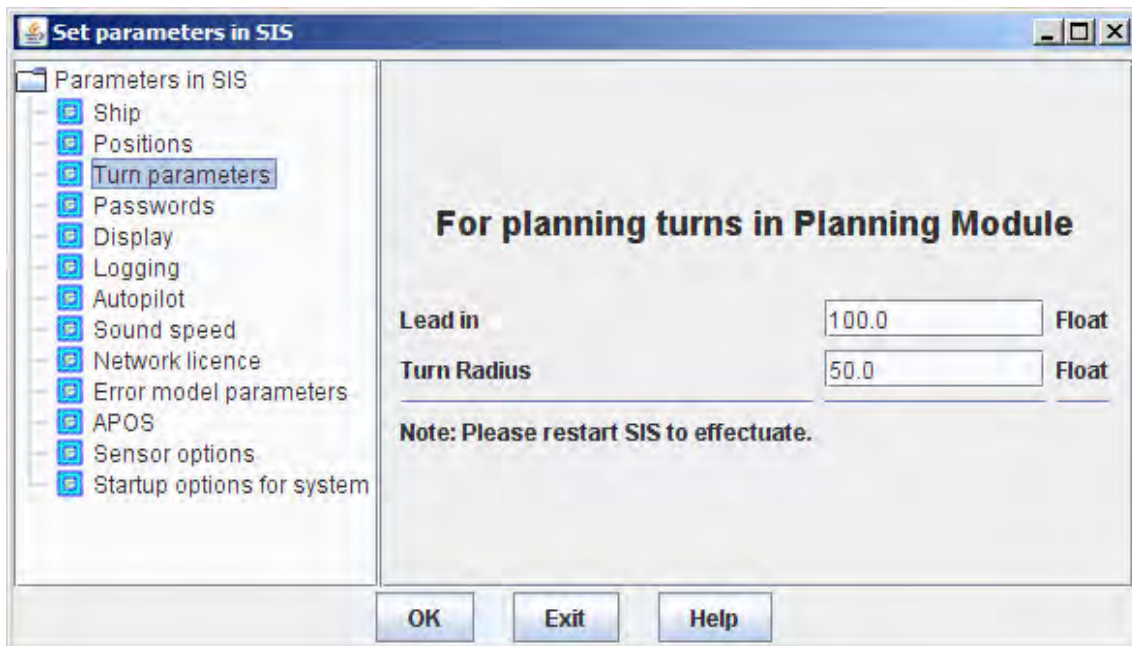 Set parameters in SIS
Parameters in SIS
Ship
Positions
Turn parameters
Passwords
Display
Logging
Autopilot
Sound speed
Network licence
Error model parameters
APOS
Sensor options
Startup options for system
For planning turns in Planning Module
Lead in 100.0 Float
Turn Radius 50.0 Float
Note: Please restart SIS to effectuate.
OK Exit Help